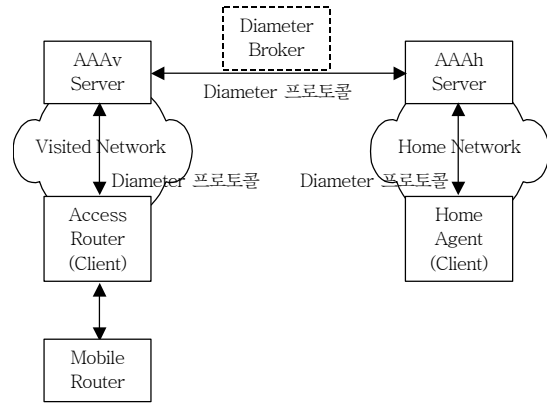 Diameter
Broker
AAAv
Server
AAAh
Server
Diameter 프로토콜
Visited Network
Home Network
Diameter 프로토콜
Diameter 프로토콜
Access
Router
(Client)
Home
Agent
(Client)
Mobile
Router